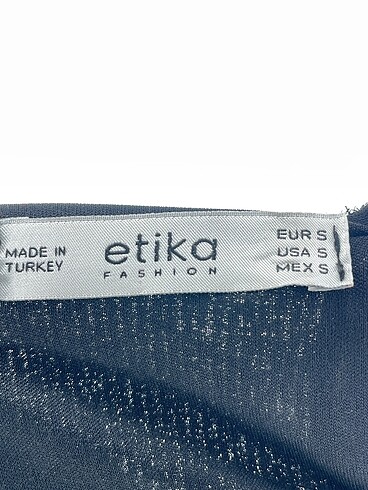 MADE IN
TURKEY
etika
FASHION
EUR S
USA S
MEX S